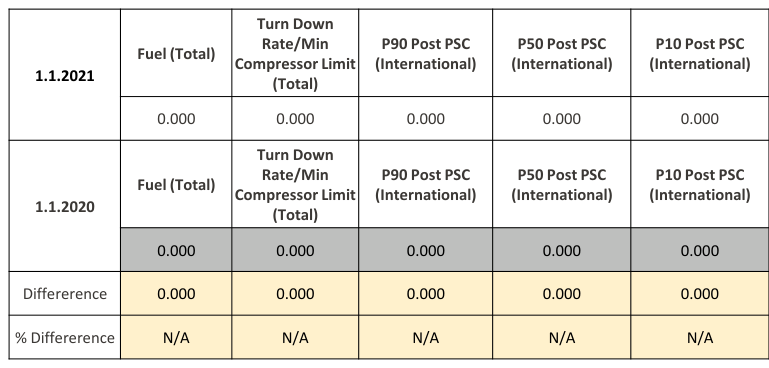 1.1.2021
Fuel (Total)
Turn Down
Rate/Min
Compressor Limit
(Total)
P90 Post PSC
(International)
P50 Post PSC
(International)
P10 Post PSC
(International)
0.000 0.000 0.000 0.000 0.000
1.1.2020
Fuel (Total)
Turn Down
Rate/Min
Compressor Limit
(Total)
P90 Post PSC
(International)
P50 Post PSC
(International)
P10 Post PSC
(International)
0.000 0.000 0.000 0.000 0.000
Differerence 0.000 0.000 0.000 0.000 0.000
% Differerence N/A N/A N/A N/A N/A